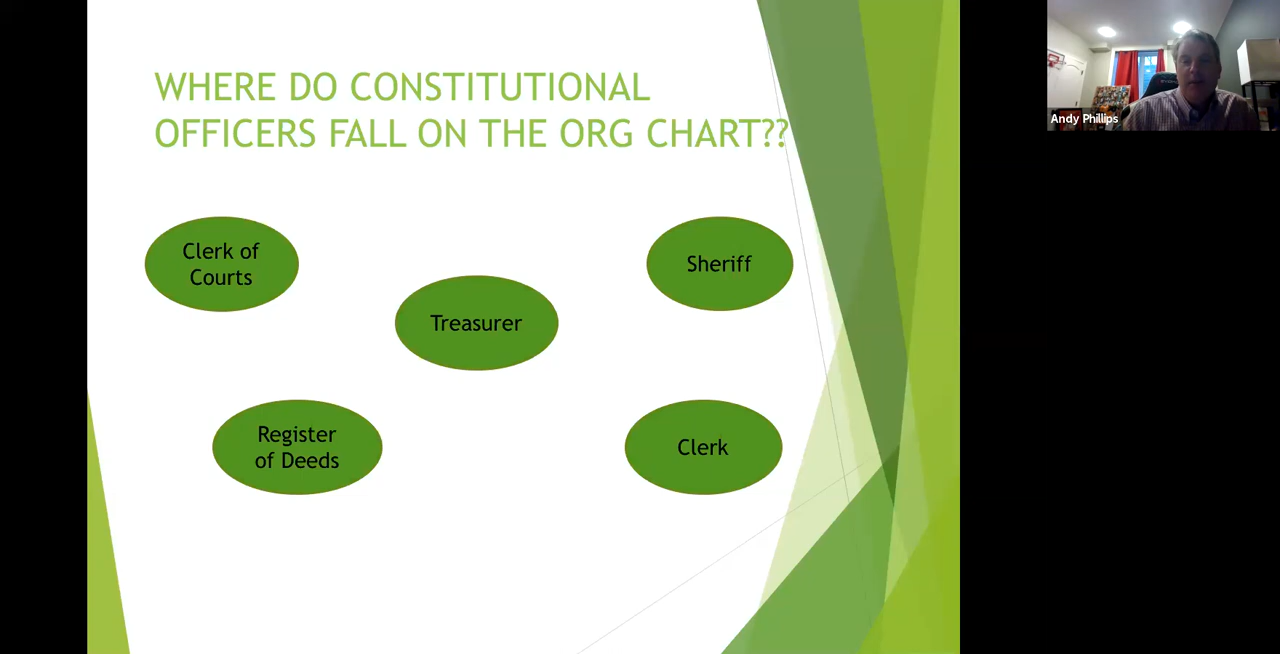 WHERE DO CONSTITUTIONAL
OFFICERS FALL ON THE ORG CHART??
Clerk of
Courts
Sheriff
Treasurer
Register
of Deeds
Clerk
Andy Phillips